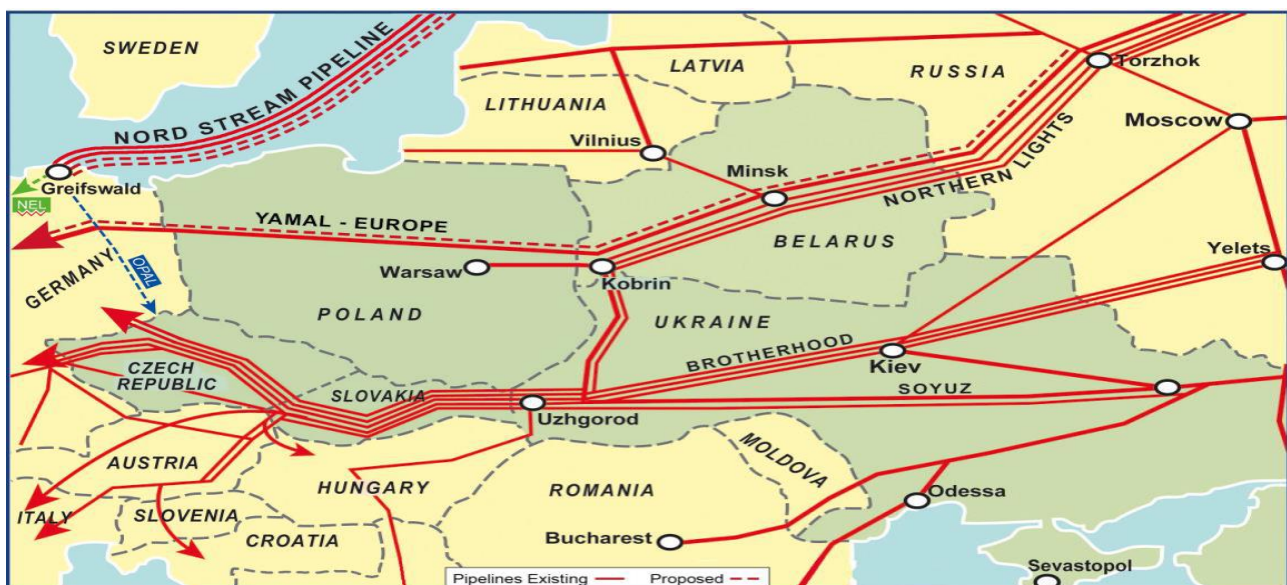 SWEDEN
NORD STREAM PIPELINE
LATVIA
RUSSIA
Torzhok
LITHUANIA
Vilnius
Moscow
Greifswald
NEL
Minsk
NORTHERN LIGHTS
YAMAL - EUROPE
BELARUS
Yelets
GERMANY
OPAL
Warsaw
Kobrin
POLAND
UKRAINE
BROTHERHOOD
Kiev
CZECH
REPUBLIC
SLOVAKIA
SOYUZ
Uzhgorod
MOLDOVA
AUSTRIA
HUNGARY
ROMANIA
Odessa
ITALY
SLOVENIA
CROATIA
Bucharest
Sevastopol
Pipelines Existing Proposed